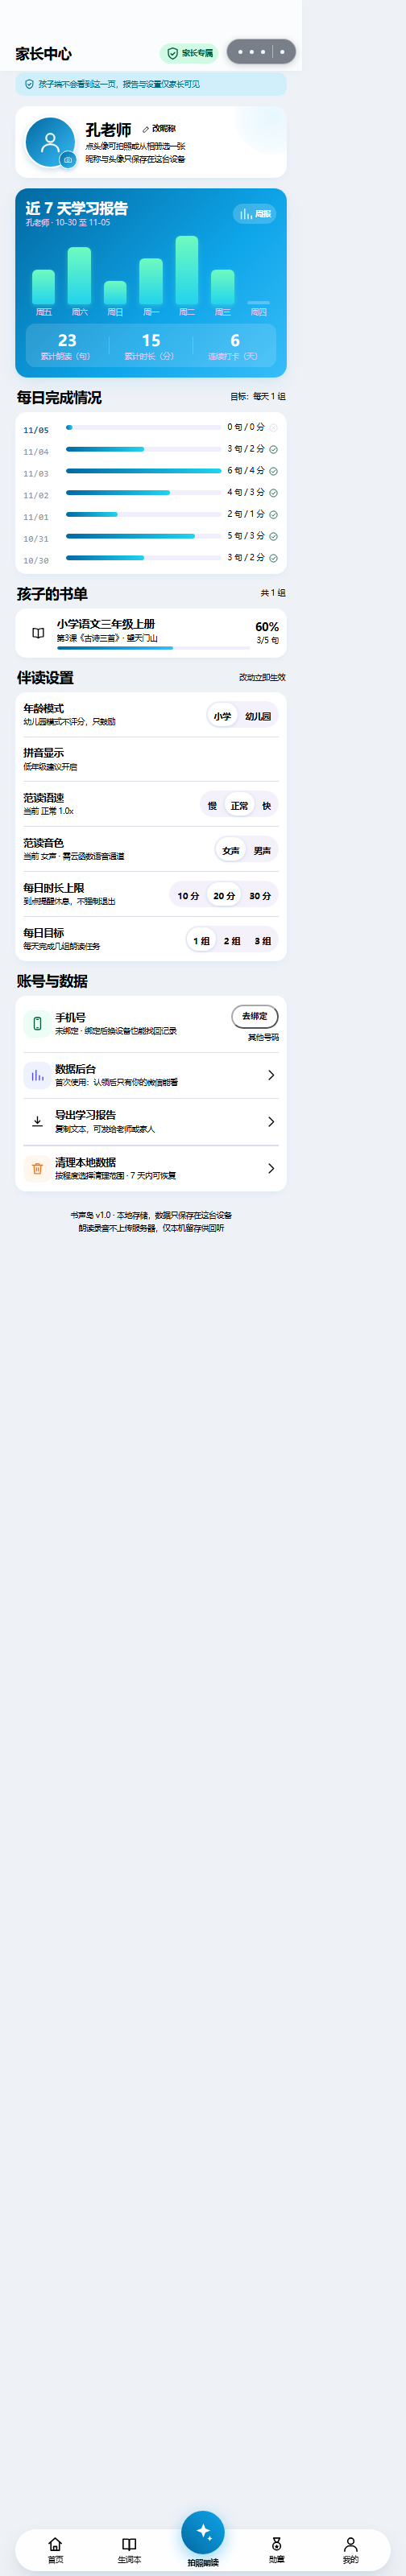 家长中心
家长专属
孩子端不会看到这一页，报告与设置仅家长可见
孔老师
改昵称
点头像可拍照或从相册选一张
昵称与头像只保存在这台设备
近 7 天学习报告
周报
孔老师 · 10-30 至 11-05
周五 周六 周日 周一 周二 周三 周四
23 15 6
累计朗读（句） 累计时长（分） 连续打卡（天）
每日完成情况
目标：每天 1 组
11/05 0 句 / 0 分
11/04 3 句 / 2 分
11/03 6 句 / 4 分
11/02 4 句 / 3 分
11/01 2 句 / 1 分
10/31 5 句 / 3 分
10/30 3 句 / 2 分
孩子的书单
共 1 组
小学语文三年级上册
第3课《古诗三首》· 望天门山
60%
3/5 句
伴读设置
改动立即生效
年龄模式
幼儿园模式不评分，只鼓励
小学 幼儿园
拼音显示
低年级建议开启
范读语速
当前 正常 1.0x
慢 正常 快
范读音色
当前 女声 · 需云函数语音通道
女声 男声
每日时长上限
到点提醒休息，不强制退出
10 分 20 分 30 分
每日目标
每天完成几组朗读任务
1 组 2 组 3 组
账号与数据
手机号
未绑定 · 绑定后换设备也能找回记录
去绑定
其他号码
数据后台
首次使用：认领后只有你的微信能看
导出学习报告
复制文本，可发给老师或家人
清理本地数据
按程度选择清理范围 · 7 天内可恢复
书声岛 v1.0 · 本地存储，数据只保存在这台设备
朗读录音不上传服务器，仅本机留存供回听
首页 生词本 拍照朗读 勋章 我的